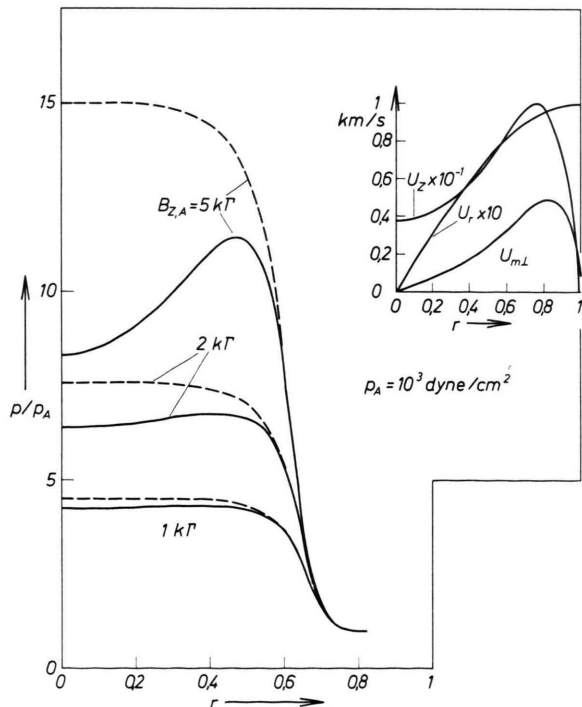 15
10
5
0
p/p_A
B_{Z,A} = 5 kΓ
2 kΓ
1 kΓ
0 0,2 0,4 0,6 0,8 1
r
1
km/s
0,8
0,6
0,4
0,2
0
U_Z x10^{-1}
U_r x 10
U_{m⊥}
0 0,2 0,4 0,6 0,8 1
r
p_A = 10^3 dyne/cm^2